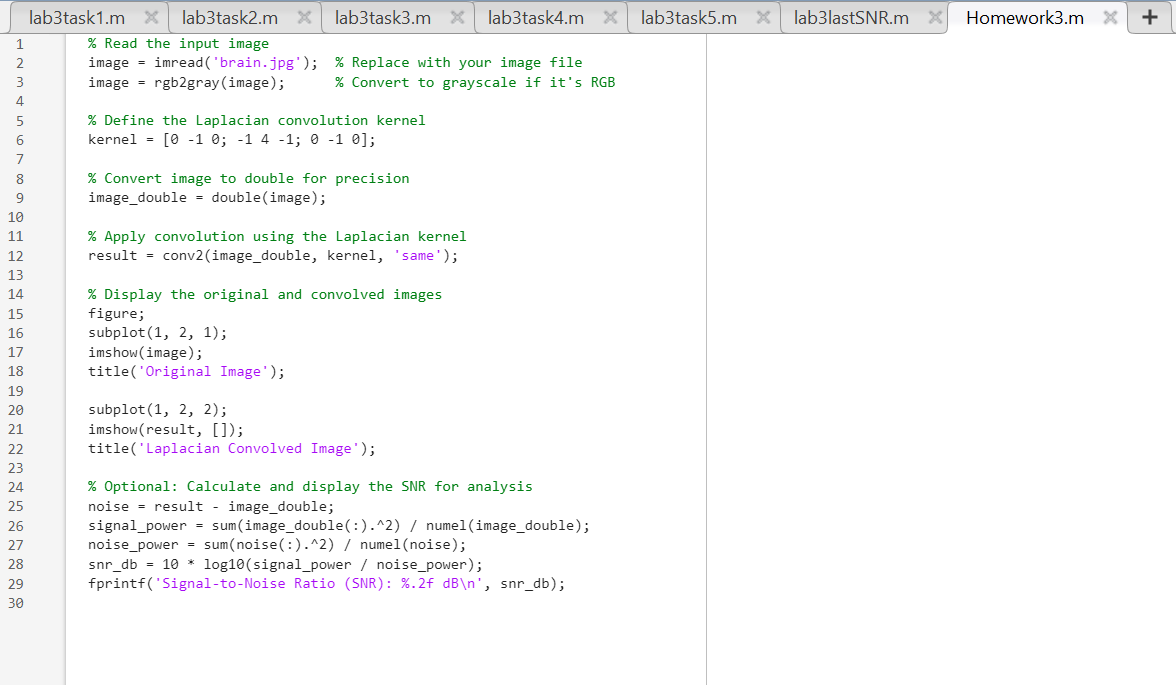 lab3task1.m lab3task2.m lab3task3.m lab3task4.m lab3task5.m lab3lastSNR.m Homework3.m
1 % Read the input image
2 image = imread('brain.jpg');  % Replace with your image file
3 image = rgb2gray(image);      % Convert to grayscale if it's RGB
4
5 % Define the Laplacian convolution kernel
6 kernel = [0 -1 0; -1 4 -1; 0 -1 0];
7
8 % Convert image to double for precision
9 image_double = double(image);
10
11 % Apply convolution using the Laplacian kernel
12 result = conv2(image_double, kernel, 'same');
13
14 % Display the original and convolved images
15 figure;
16 subplot(1, 2, 1);
17 imshow(image);
18 title('Original Image');
19
20 subplot(1, 2, 2);
21 imshow(result, []);
22 title('Laplacian Convolved Image');
23
24 % Optional: Calculate and display the SNR for analysis
25 noise = result - image_double;
26 signal_power = sum(image_double(:).^2) / numel(image_double);
27 noise_power = sum(noise(:).^2) / numel(noise);
28 snr_db = 10 * log10(signal_power / noise_power);
29 fprintf('Signal-to-Noise Ratio (SNR): %.2f dB\n', snr_db);
30